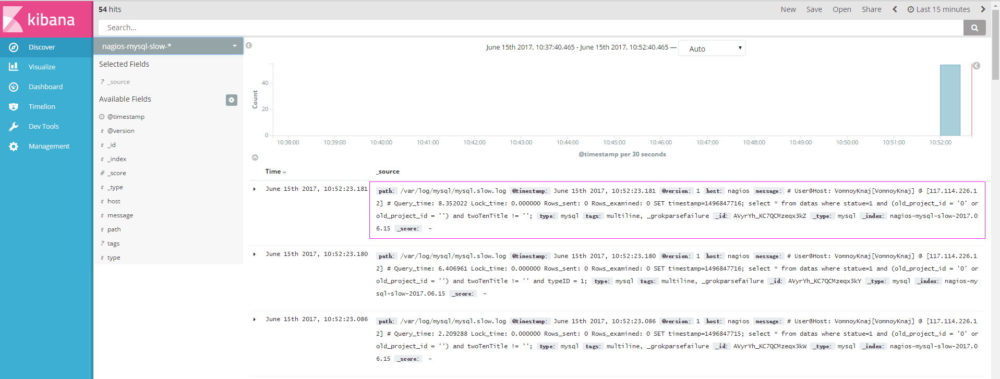 kibana
Discover
Visualize
Dashboard
Timelion
Dev Tools
Management
54 hits
New Save Open Share Last 15 minutes
Search...
nagios-mysql-slow-*
Selected Fields
? _source
Available Fields
@timestamp
t @version
t _id
t _index
# _score
t _type
t host
t message
t path
? tags
t type
June 15th 2017, 10:37:40.465 - June 15th 2017, 10:52:40.465 — Auto
Count
40
20
0
10:38:00 10:39:00 10:40:00 10:41:00 10:42:00 10:43:00 10:44:00 10:45:00 10:46:00 10:47:00 10:48:00 10:49:00 10:50:00 10:51:00 10:52:00
@timestamp per 30 seconds
Time _source
June 15th 2017, 10:52:23.181 path: /var/log/mysql/mysql.slow.log @timestamp: June 15th 2017, 10:52:23.181 @version: 1 host: nagios message: # User@Host: VomnoyKnaj[VomnoyKnaj] @ [117.114.226.1
2] # Query_time: 8.352022 Lock_time: 0.000000 Rows_sent: 0 Rows_examined: 0 SET timestamp=1496847716; select * from datas where statue=1 and (old_project_id = '0' or
old_project_id = '') and twoTenTitle != ''; type: mysql tags: multiline, _grokparsefailure _id: AVyrYh_KC7QCMzeqx3kZ _type: mysql _index: nagios-mysql-slow-2017.0
6.15 _score: -
June 15th 2017, 10:52:23.180 path: /var/log/mysql/mysql.slow.log @timestamp: June 15th 2017, 10:52:23.180 @version: 1 host: nagios message: # User@Host: VomnoyKnaj[VomnoyKnaj] @ [117.114.226.1
2] # Query_time: 6.406961 Lock_time: 0.000000 Rows_sent: 0 Rows_examined: 0 SET timestamp=1496847716; select * from datas where statue=1 and (old_project_id = '0' or
old_project_id = '') and twoTenTitle != '' and typeID = 1; type: mysql tags: multiline, _grokparsefailure _id: AVyrYh_KC7QCMzeqx3kY _type: mysql _index: nagios-my
sql-slow-2017.06.15 _score: -
June 15th 2017, 10:52:23.086 path: /var/log/mysql/mysql.slow.log @timestamp: June 15th 2017, 10:52:23.086 @version: 1 host: nagios message: # User@Host: VomnoyKnaj[VomnoyKnaj] @ [117.114.226.1
2] # Query_time: 2.209288 Lock_time: 0.000000 Rows_sent: 0 Rows_examined: 0 SET timestamp=1496847715; select * from datas where statue=1 and (old_project_id = '0' or
old_project_id = '') and twoTenTitle != ''; type: mysql tags: multiline, _grokparsefailure _id: AVyrYh_KC7QCMzeqx3kW _type: mysql _index: nagios-mysql-slow-2017.0
6.15 _score: -